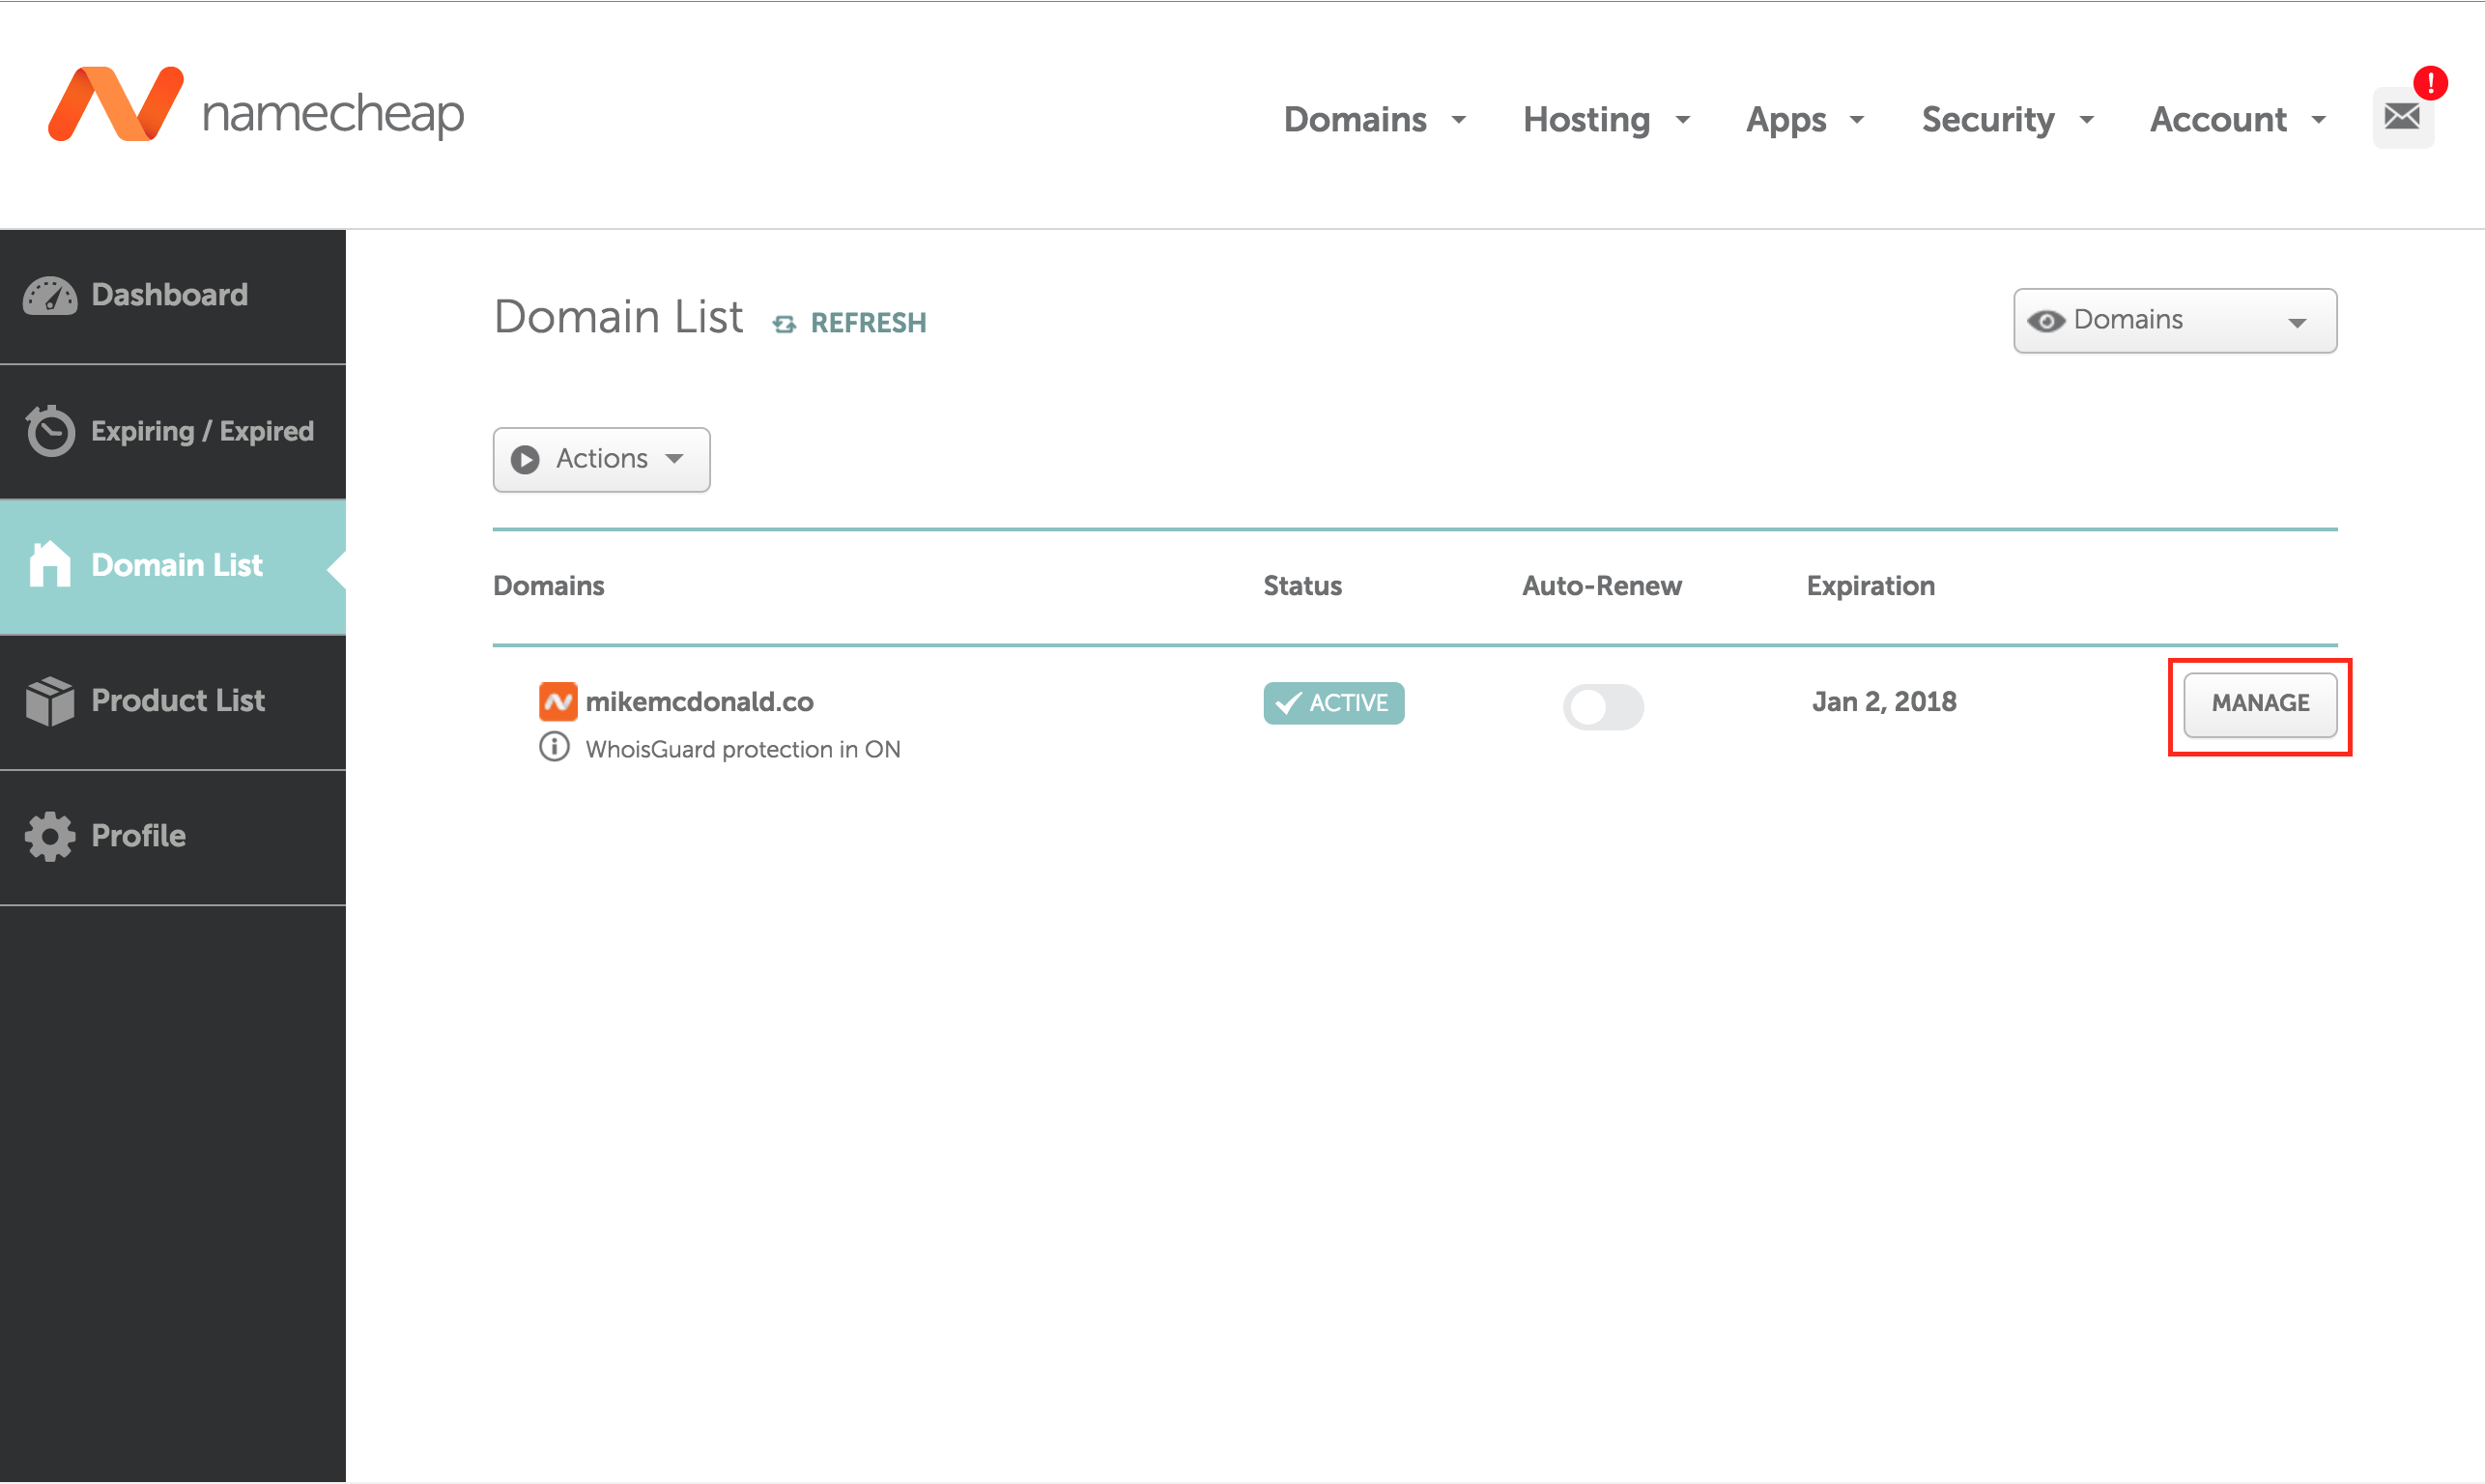 namecheap
Domains Hosting Apps Security Account !
Dashboard
Expiring / Expired
Domain List
Product List
Profile
Domain List REFRESH Domains
Actions
Domains Status Auto-Renew Expiration
mikemcdonald.co ACTIVE Jan 2, 2018 MANAGE
WhoisGuard protection in ON